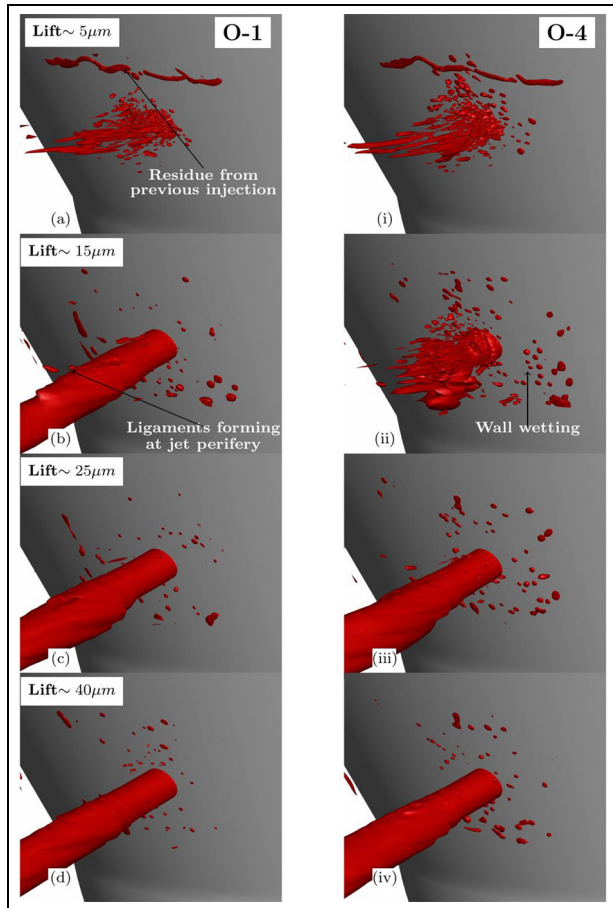 Lift∼ 5μm
O-1
O-4
Residue from
previous injection
(a)
(i)
Lift∼ 15μm
Ligaments forming
at jet perifery
Wall wetting
(b)
(ii)
Lift∼ 25μm
(c)
(iii)
Lift∼ 40μm
(d)
(iv)